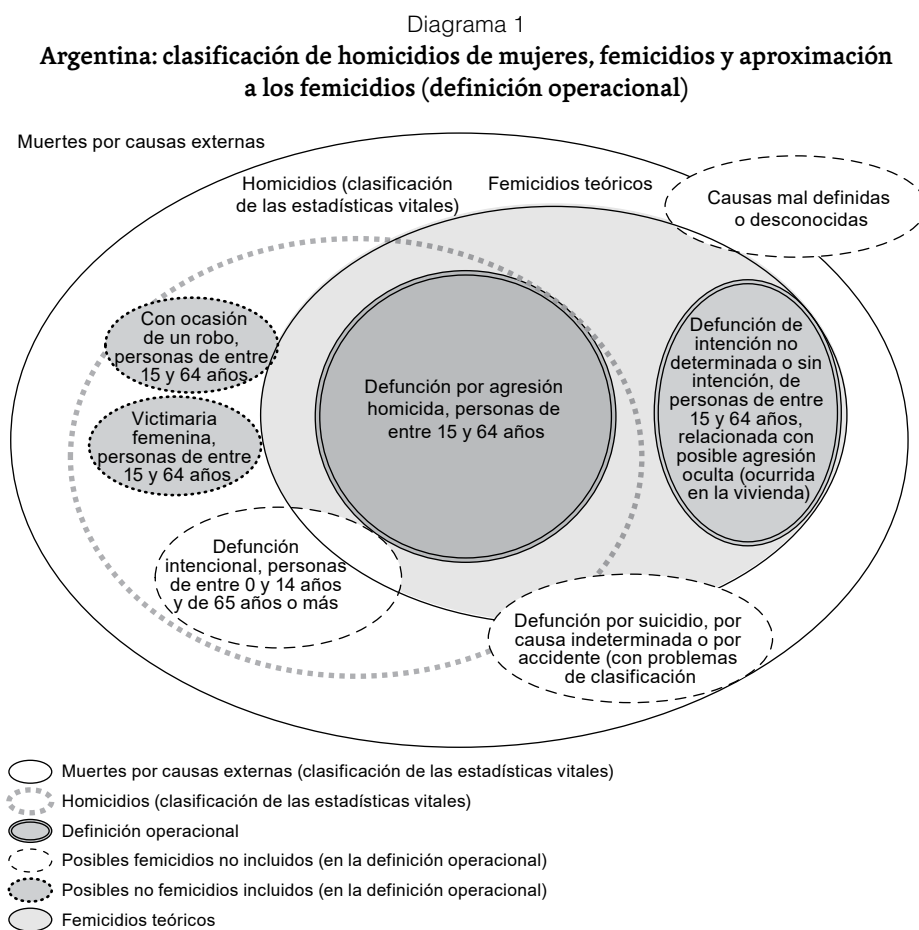 Diagrama 1
Argentina: clasificación de homicidios de mujeres, femicidios y aproximación
a los femicidios (definición operacional)
Muertes por causas externas
Homicidios (clasificación
de las estadísticas vitales)
Femicidios teóricos
Causas mal definidas
o desconocidas
Con ocasión
de un robo,
personas de entre
15 y 64 años
Victimaria
femenina,
personas de entre
15 y 64 años
Defunción por agresión
homicida, personas de
entre 15 y 64 años
Defunción de
intención no
determinada o sin
intención, de
personas de entre
15 y 64 años,
relacionada con
posible agresión
oculta (ocurrida
en la vivienda)
Defunción
intencional, personas
de entre 0 y 14 años
y de 65 años o más
Defunción por suicidio, por
causa indeterminada o por
accidente (con problemas
de clasificación
Muertes por causas externas (clasificación de las estadísticas vitales)
Homicidios (clasificación de las estadísticas vitales)
Definición operacional
Posibles femicidios no incluidos (en la definición operacional)
Posibles no femicidios incluidos (en la definición operacional)
Femicidios teóricos